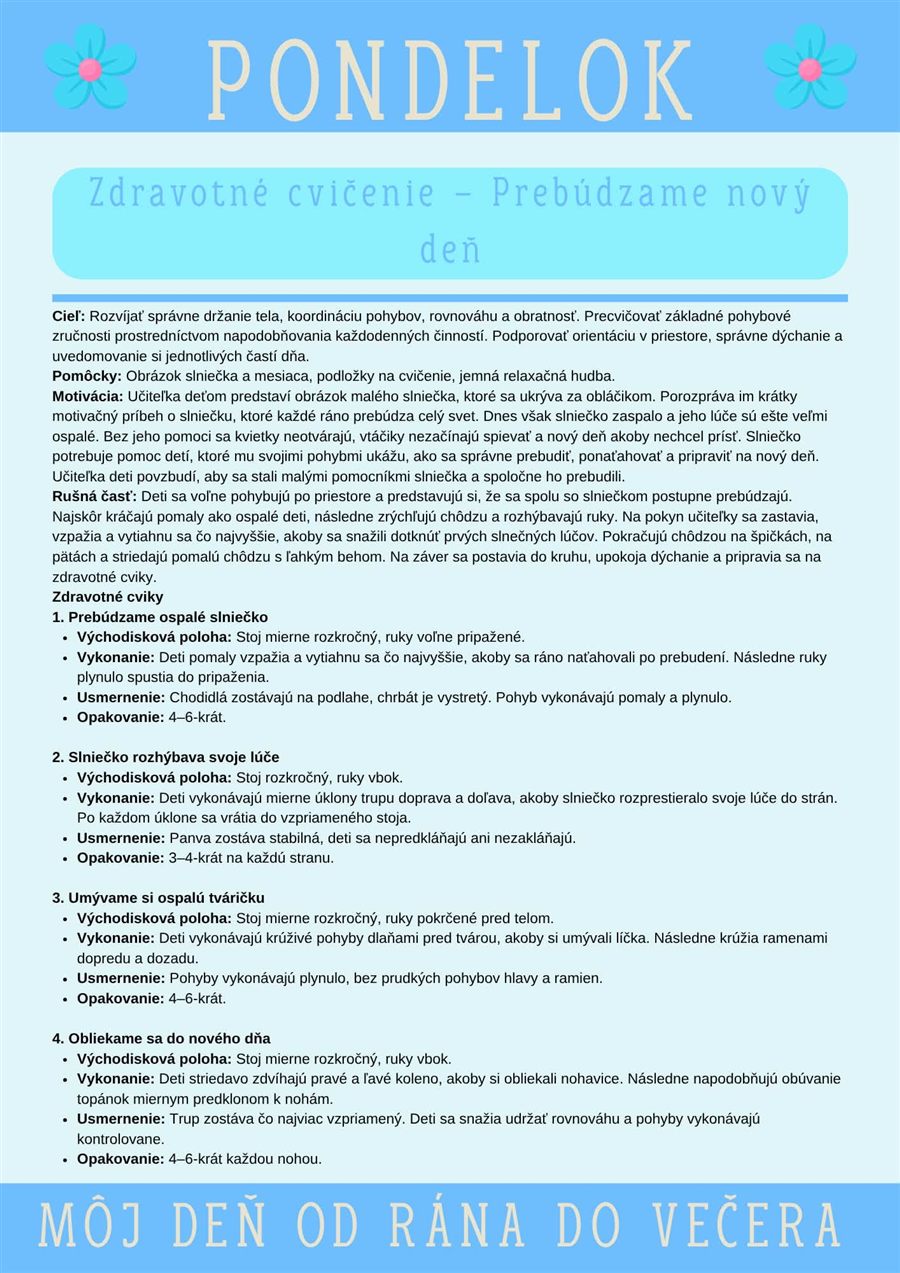 PONDELOK
Zdravotné cvičenie – Prebúdzame nový
deň
Cieľ: Rozvíjať správne držanie tela, koordináciu pohybov, rovnováhu a obratnosť. Precvičovať základné pohybové
zručnosti prostredníctvom napodobňovania každodenných činností. Podporovať orientáciu v priestore, správne dýchanie a
uvedomovanie si jednotlivých častí dňa.
Pomôcky: Obrázok slniečka a mesiaca, podložky na cvičenie, jemná relaxačná hudba.
Motivácia: Učiteľka deťom predstaví obrázok malého slniečka, ktoré sa ukrýva za obláčikom. Porozpráva im krátky
motivačný príbeh o slniečku, ktoré každé ráno prebúdza celý svet. Dnes však slniečko zaspalo a jeho lúče sú ešte veľmi
ospalé. Bez jeho pomoci sa kvietky neotvárajú, vtáčiky nezačínajú spievať a nový deň akoby nechcel prísť. Slniečko
potrebuje pomoc detí, ktoré mu svojimi pohybmi ukážu, ako sa správne prebudiť, ponaťahovať a pripraviť na nový deň.
Učiteľka deti povzbudí, aby sa stali malými pomocníkmi slniečka a spoločne ho prebudili.
Rušná časť: Deti sa voľne pohybujú po priestore a predstavujú si, že sa spolu so slniečkom postupne prebúdzajú.
Najskôr kráčajú pomaly ako ospalé deti, následne zrýchľujú chôdzu a rozhýbavajú ruky. Na pokyn učiteľky sa zastavia,
vzpažia a vytiahnu sa čo najvyššie, akoby sa snažili dotknúť prvých slnečných lúčov. Pokračujú chôdzou na špičkách, na
pätách a striedajú pomalú chôdzu s ľahkým behom. Na záver sa postavia do kruhu, upokoja dýchanie a pripravia sa na
zdravotné cviky.
Zdravotné cviky
1. Prebúdzame ospalé slniečko
• Východisková poloha: Stoj mierne rozkročný, ruky voľne pripažené.
• Vykonanie: Deti pomaly vzpažia a vytiahnu sa čo najvyššie, akoby sa ráno naťahovali po prebudení. Následne ruky
plynulo spustia do pripaženia.
• Usmernenie: Chodidlá zostávajú na podlahe, chrbát je vystretý. Pohyb vykonávajú pomaly a plynulo.
• Opakovanie: 4–6-krát.
2. Slniečko rozhýbava svoje lúče
• Východisková poloha: Stoj rozkročný, ruky vbok.
• Vykonanie: Deti vykonávajú mierne úklony trupu doprava a doľava, akoby slniečko rozprestieralo svoje lúče do strán.
Po každom úklone sa vrátia do vzpriameného stoja.
• Usmernenie: Panva zostáva stabilná, deti sa nepredkláňajú ani nezakláňajú.
• Opakovanie: 3–4-krát na každú stranu.
3. Umývame si ospalú tváričku
• Východisková poloha: Stoj mierne rozkročný, ruky pokrčené pred telom.
• Vykonanie: Deti vykonávajú krúživé pohyby dlaňami pred tvárou, akoby si umývali líčka. Následne krúžia ramenami
dopredu a dozadu.
• Usmernenie: Pohyby vykonávajú plynulo, bez prudkých pohybov hlavy a ramien.
• Opakovanie: 4–6-krát.
4. Obliekame sa do nového dňa
• Východisková poloha: Stoj mierne rozkročný, ruky vbok.
• Vykonanie: Deti striedavo zdvíhajú pravé a ľavé koleno, akoby si obliekali nohavice. Následne napodobňujú obúvanie
topánok miernym predklonom k nohám.
• Usmernenie: Trup zostáva čo najviac vzpriamený. Deti sa snažia udržať rovnováhu a pohyby vykonávajú
kontrolovane.
• Opakovanie: 4–6-krát každou nohou.
MÔJ DEŇ OD RÁNA DO VEČERA